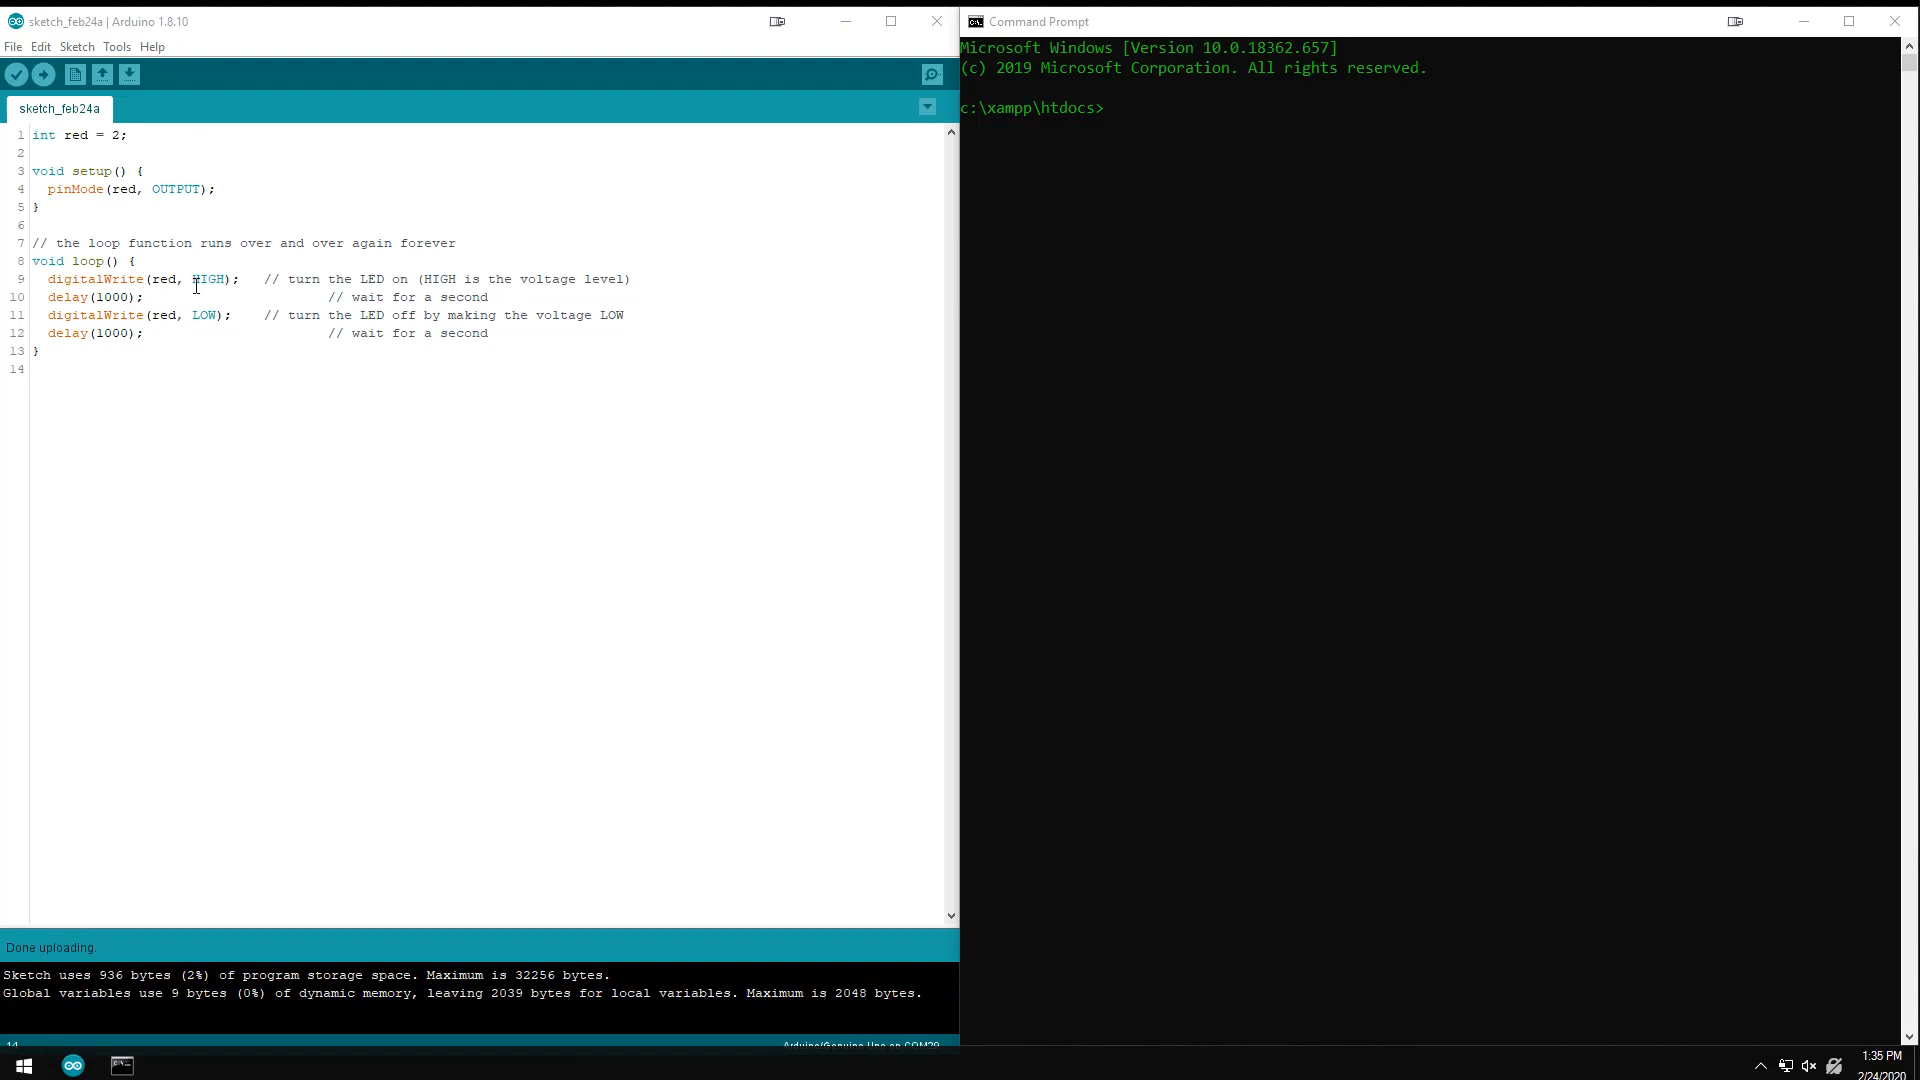 sketch_feb24a | Arduino 1.8.10
File Edit Sketch Tools Help
sketch_feb24a
1 int red = 2;
2
3 void setup() {
4 pinMode(red, OUTPUT);
5 }
6
7 // the loop function runs over and over again forever
8 void loop() {
9 digitalWrite(red, HIGH); // turn the LED on (HIGH is the voltage level)
10 delay(1000); // wait for a second
11 digitalWrite(red, LOW); // turn the LED off by making the voltage LOW
12 delay(1000); // wait for a second
13 }
14
Done uploading.
Sketch uses 936 bytes (2%) of program storage space. Maximum is 32256 bytes.
Global variables use 9 bytes (0%) of dynamic memory, leaving 2039 bytes for local variables. Maximum is 2048 bytes.
14 Arduino/Genuino Uno on COM29
Command Prompt
Microsoft Windows [Version 10.0.18362.657]
(c) 2019 Microsoft Corporation. All rights reserved.
c:\xampp\htdocs>
1:35 PM
2/24/2020